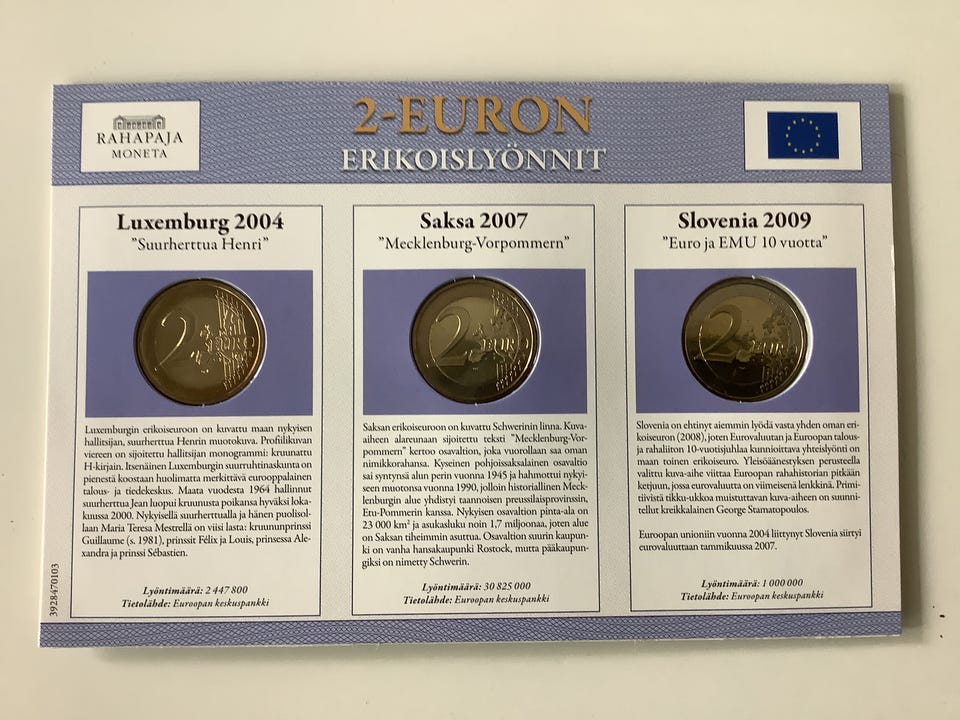 RAHAPAJA
MONETA
2-EURON
ERIKOISLYÖNNIT
Luxemburg 2004
"Suurherttua Henri"
2 EURO
Luxemburgin erikoiseuroon on kuvattu maan nykyisen
hallitsijan, suurherttua Henrin muotokuva. Profiilikuvan
viereen on sijoitettu hallitsijan monogrammi: kruunattu
H-kirjain. Itsenäinen Luxemburgin suurruhtinaskunta on
pienestä koostaan huolimatta merkittävä eurooppalainen
talous- ja tiedekeskus. Maata vuodesta 1964 hallinnut
suurherttua Jean luopui kruunusta poikansa hyväksi loka-
kuussa 2000. Nykyisellä suurherttualla ja hänen puolisol-
laan Maria Teresa Mestrellä on viisi lasta: kruununprinssi
Guillaume (s. 1981), prinssit Félix ja Louis, prinsessa Ale-
xandra ja prinssi Sébastien.
Lyöntimäärä: 2 447 800
Tietolähde: Euroopan keskuspankki
Saksa 2007
"Mecklenburg-Vorpommern"
2 EURO
Saksan erikoiseuroon on kuvattu Schwerinin linna. Kuva-
aiheen alareunaan sijoitettu teksti "Mecklenburg-Vor-
pommern" kertoo osavaltion, joka vuorollaan saa oman
nimikkorahansa. Kyseinen pohjoissaksalainen osavaltio
sai syntynsä alun perin vuonna 1945 ja hahmottui nykyi-
seen muotonsa vuonna 1990, jolloin historiallinen Meck-
lenburgin alue yhdistyi taannoisen preussilaisprovinssin,
Etu-Pommerin kanssa. Nykyisen osavaltion pinta-ala on
23 000 km² ja asukasluku noin 1,7 miljoonaa, joten alue
on Saksan tiheimmin asuttua. Osavaltion suurin kaupun-
ki on vanha hansakaupunki Rostock, mutta pääkaupun-
giksi on nimetty Schwerin.
Lyöntimäärä: 30 825 000
Tietolähde: Euroopan keskuspankki
Slovenia 2009
"Euro ja EMU 10 vuotta"
2 EURO
Slovenia on ehtinyt aiemmin lyödä vasta yhden oman eri-
koiseuron (2008), joten Eurovaluutan ja Euroopan talous-
ja rahaliiton 10-vuotisjuhlaa kunnioittava yhteislyönti on
maan toinen erikoiseuro. Yleisöäänestyksen perusteella
valittu kuva-aihe viittaa Euroopan rahahistorian pitkään
ketjuun, jossa eurovaluutta on viimeisenä lenkkinä. Primi-
tiivistä tikku-ukkoa muistuttavan kuva-aiheen on suunni-
tellut kreikkalainen George Stamatopoulos.
Euroopan unioniin vuonna 2004 liittynyt Slovenia siirtyi
eurovaluuttaan tammikuussa 2007.
Lyöntimäärä: 1 000 000
Tietolähde: Euroopan keskuspankki
3928470103